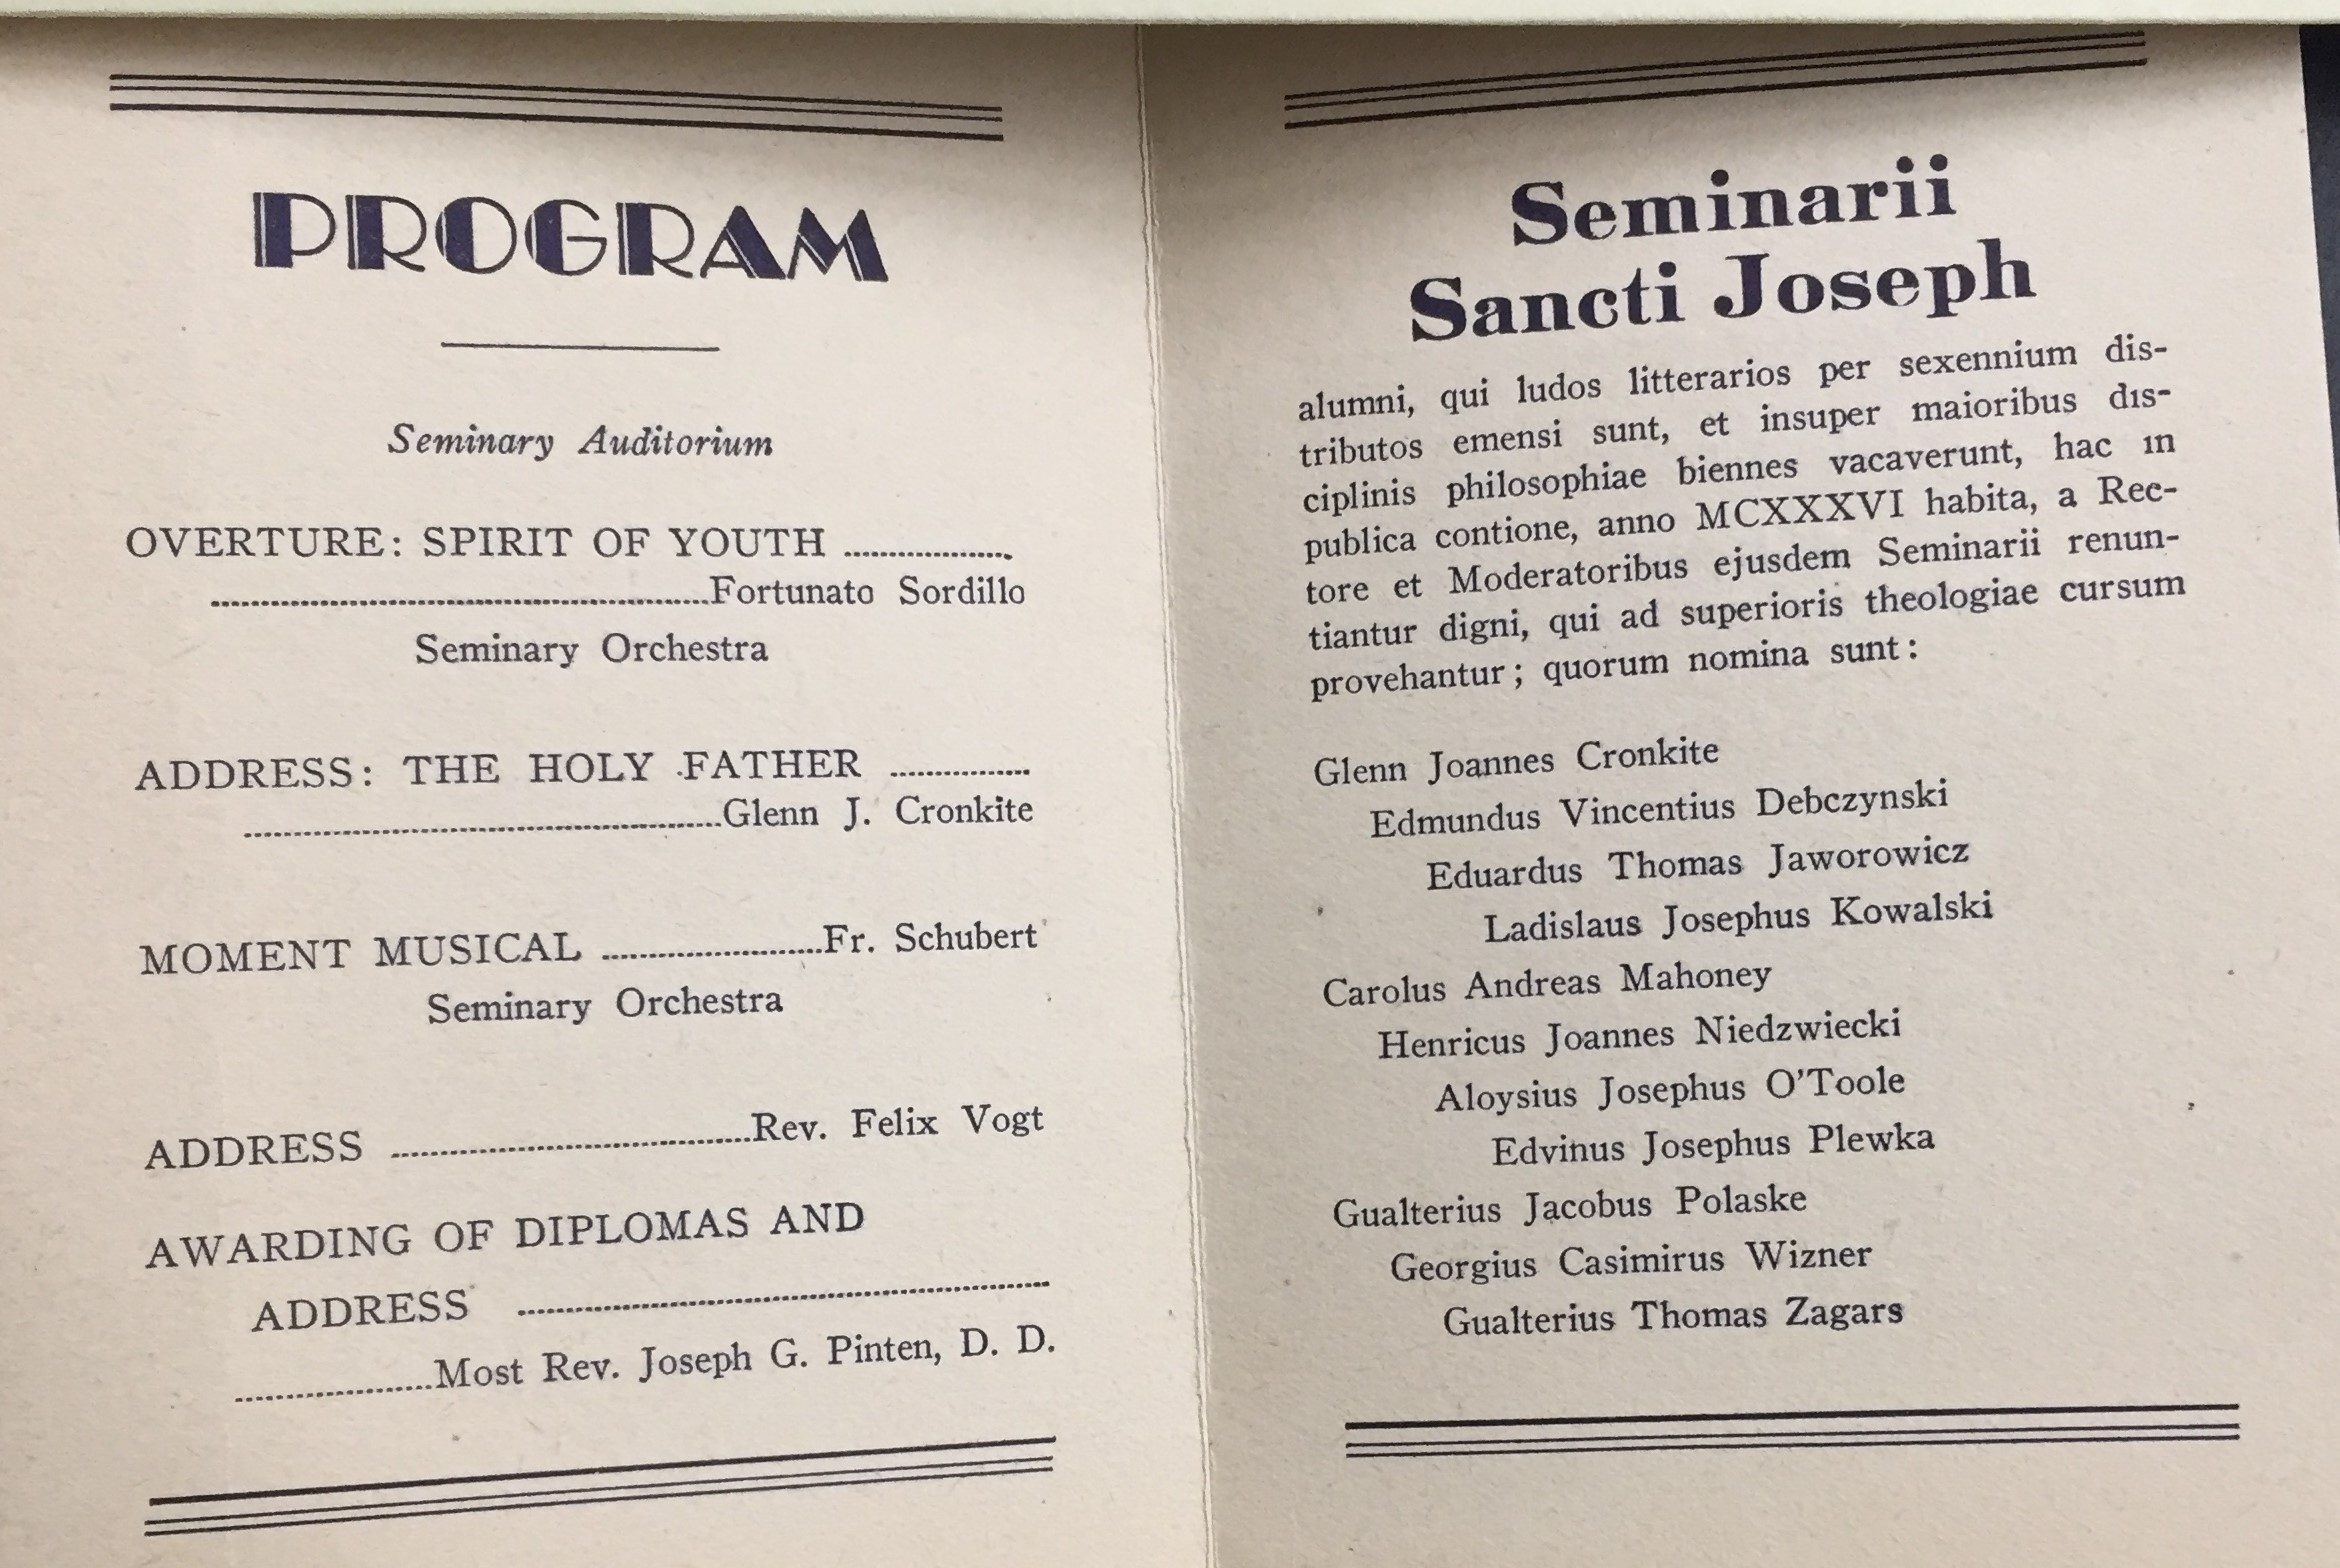 PROGRAM
Seminary Auditorium
OVERTURE: SPIRIT OF YOUTH ..................
..................................................Fortunato Sordillo
Seminary Orchestra
ADDRESS: THE HOLY FATHER ...............
................................................Glenn J. Cronkite
MOMENT MUSICAL ......................Fr. Schubert
Seminary Orchestra
ADDRESS ....................................Rev. Felix Vogt
AWARDING OF DIPLOMAS AND
ADDRESS .....................................................
....................Most Rev. Joseph G. Pinten, D. D.
Seminarii
Sancti Joseph
alumni, qui ludos litterarios per sexennium dis-
tributos emensi sunt, et insuper maioribus dis-
ciplinis philosophiae biennes vacaverunt, hac in
publica contione, anno MCXXXVI habita, a Rec-
tore et Moderatoribus ejusdem Seminarii renun-
tiantur digni, qui ad superioris theologiae cursum
provehantur; quorum nomina sunt:
Glenn Joannes Cronkite
Edmundus Vincentius Debczynski
Eduardus Thomas Jaworowicz
Ladislaus Josephus Kowalski
Carolus Andreas Mahoney
Henricus Joannes Niedzwiecki
Aloysius Josephus O'Toole
Edvinus Josephus Plewka
Gualterius Jacobus Polaske
Georgius Casimirus Wizner
Gualterius Thomas Zagars